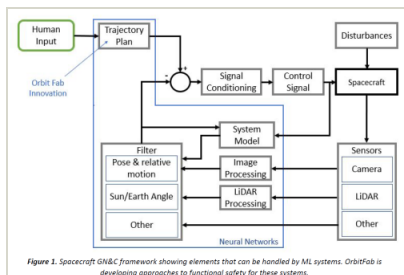 Human
Input
Trajectory
Plan
Disturbances
Orbit Fab
Innovation
-
+
Signal
Conditioning
Control
Signal
Spacecraft
System
Model
Filter
Pose & relative
motion
Sun/Earth Angle
Other
Image
Processing
LiDAR
Processing
Sensors
Camera
LiDAR
Other
Neural Networks
Figure 1. Spacecraft GN&C framework showing elements that can be handled by ML systems. OrbitFab is
developing approaches to functional safety for these systems.